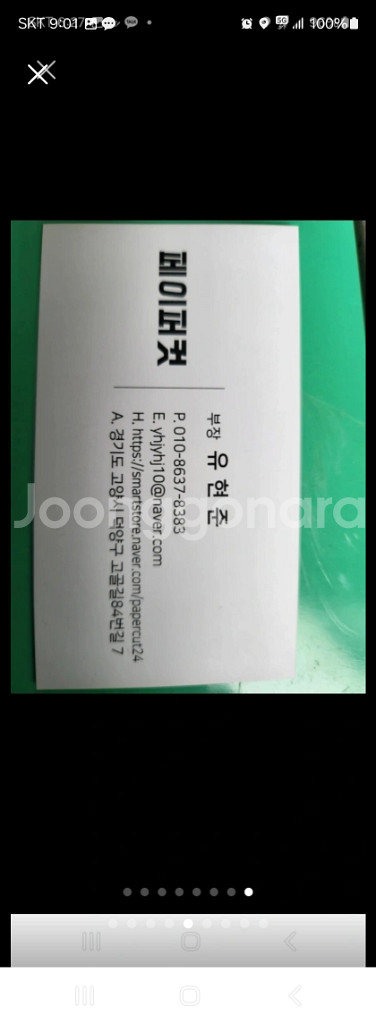 SKT 9:01
5G
100%
페이퍼컷
부장 유현준
P. 010-8637-8383
E. yhjyhj10@naver.com
H. https://smartstore.naver.com/papercut24
A. 경기도 고양시 덕양구 고골길84번길 7
Joonggonara